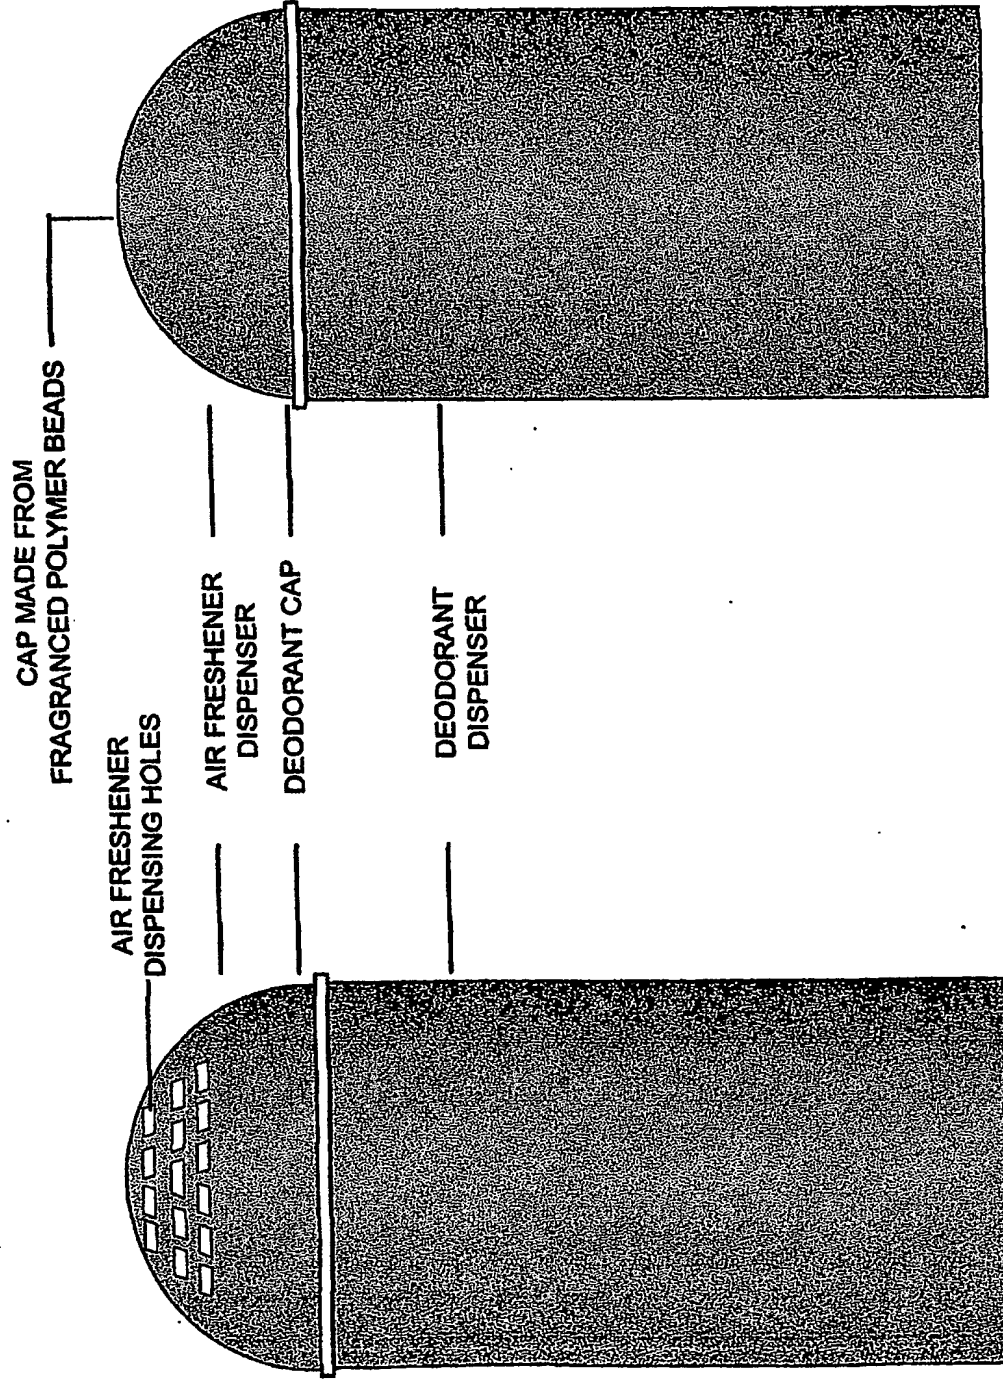 CAP MADE FROM
FRAGRANCED POLYMER BEADS
AIR FRESHENER
DISPENSING HOLES
AIR FRESHENER
DISPENSER
DEODORANT CAP
DEODORANT
DISPENSER